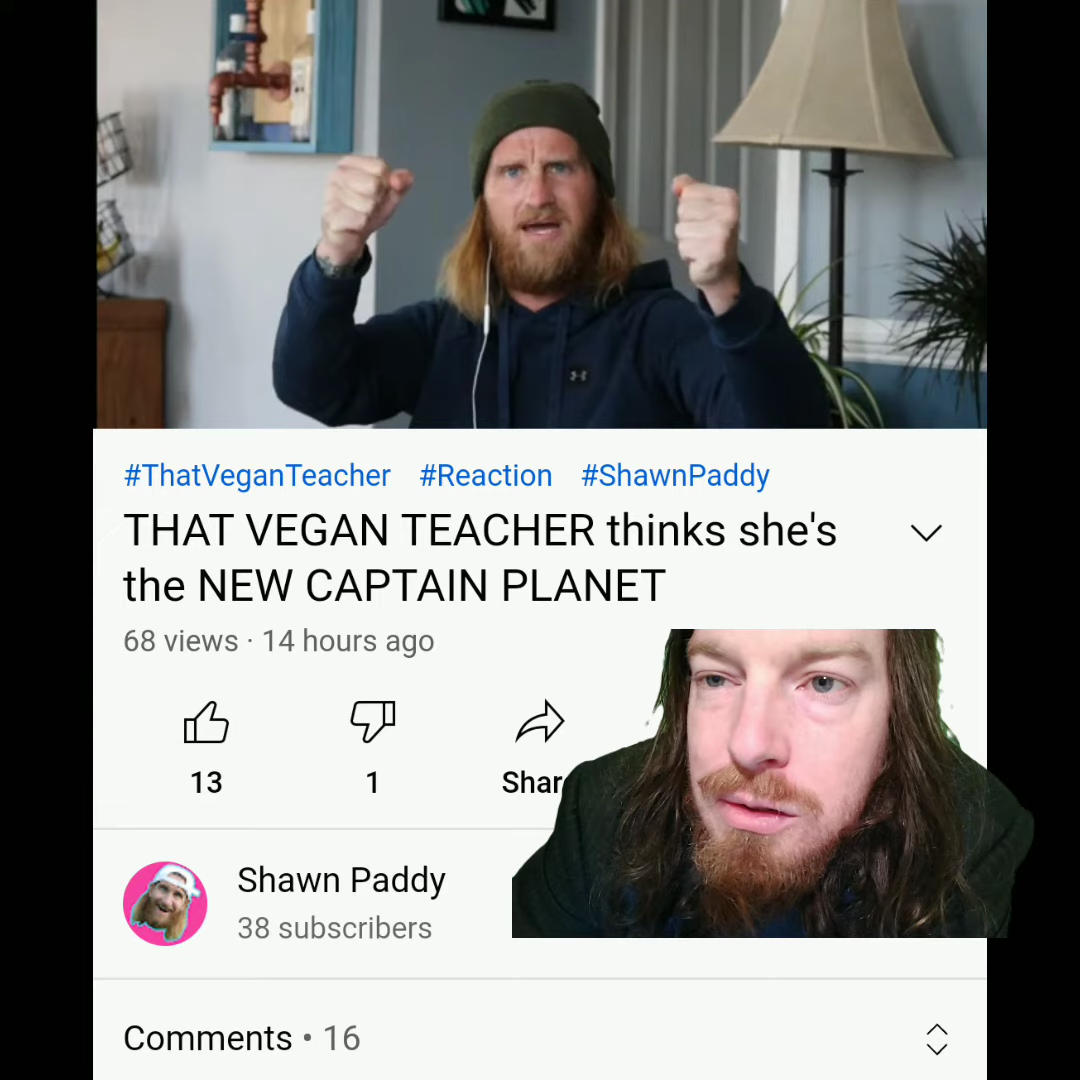 #ThatVeganTeacher #Reaction #ShawnPaddy
THAT VEGAN TEACHER thinks she's
the NEW CAPTAIN PLANET
68 views · 14 hours ago
13
1
Shar
Shawn Paddy
38 subscribers
Comments • 16